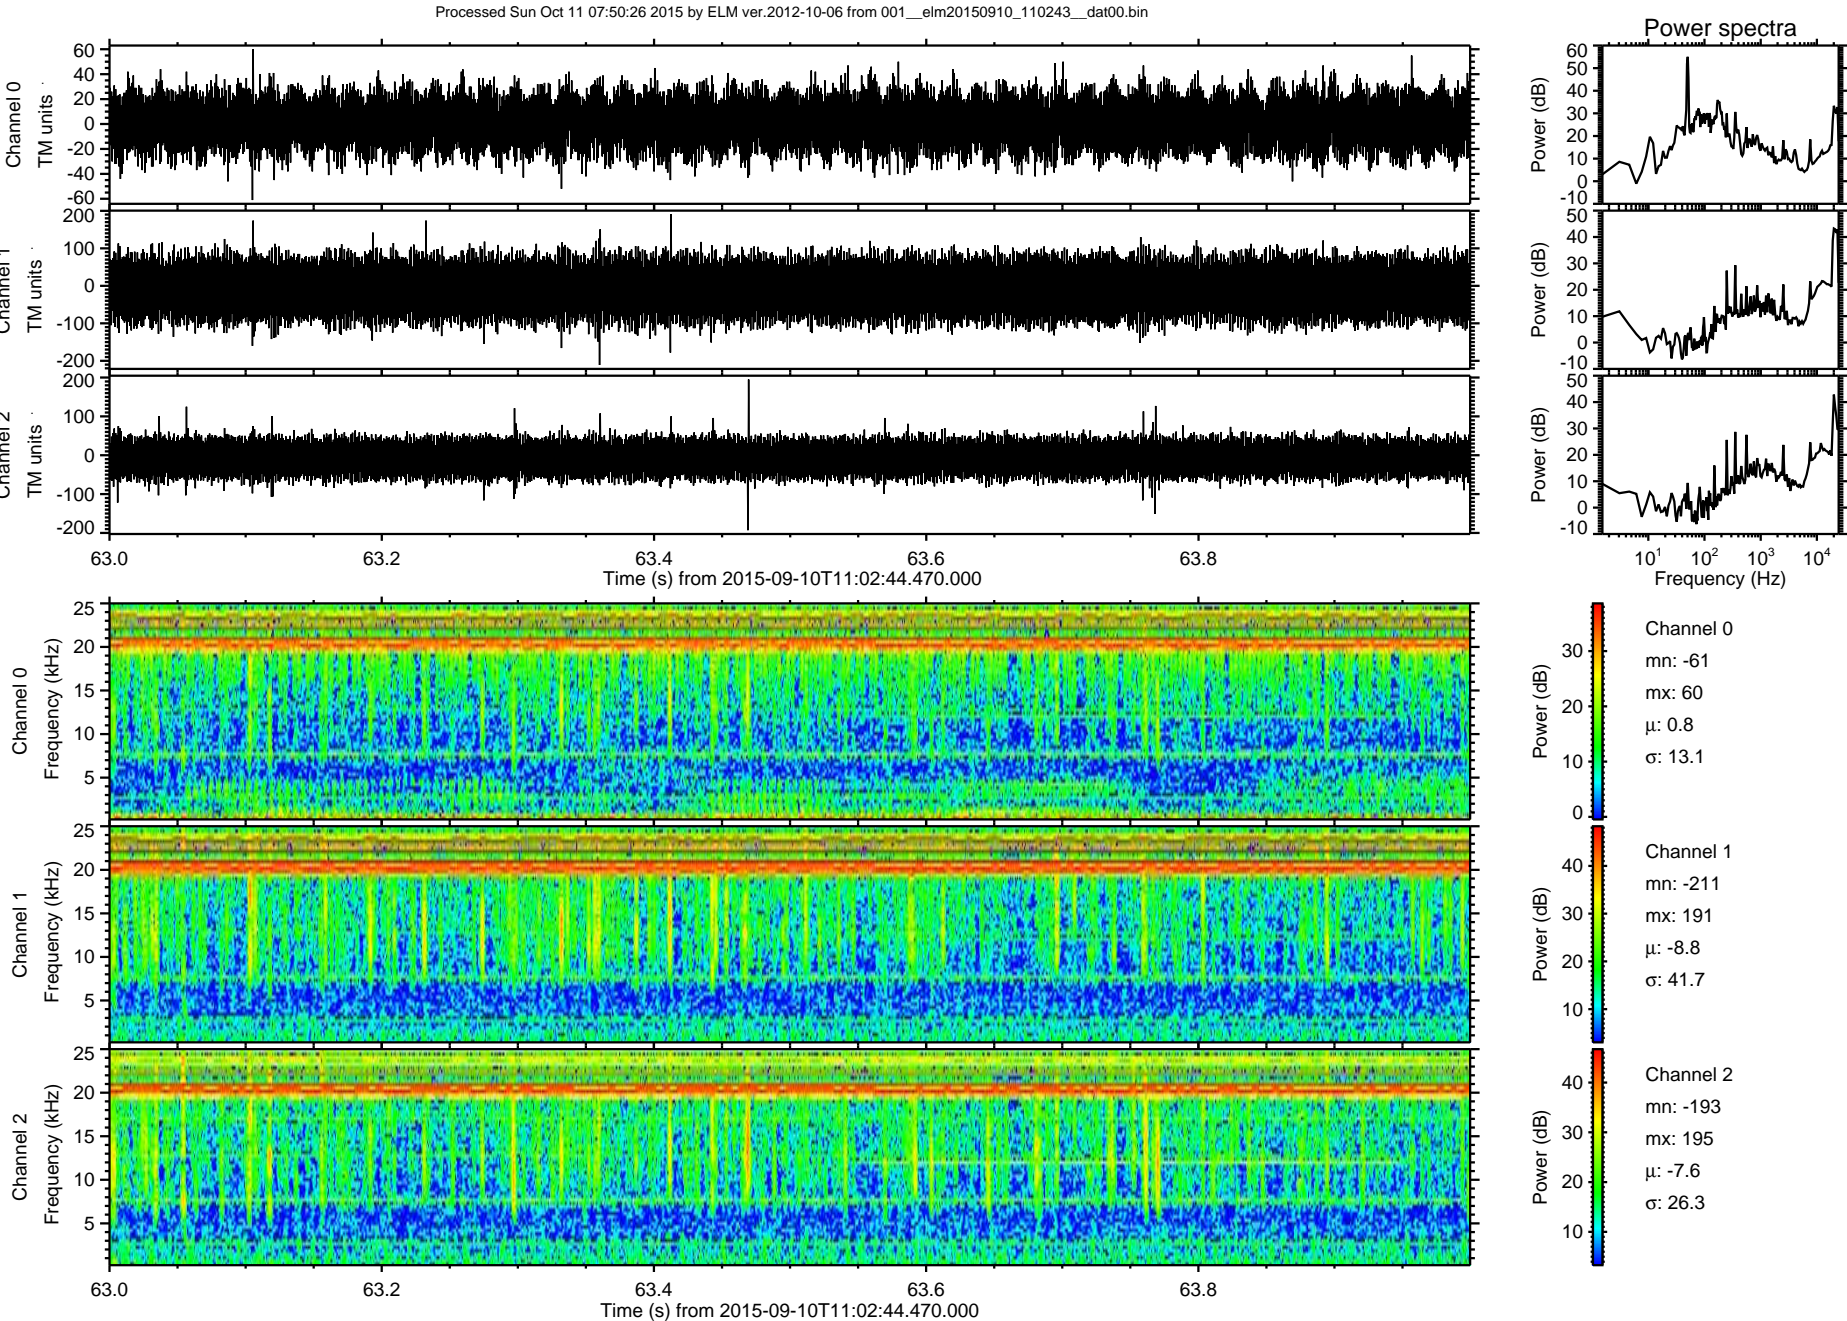 Processed Sun Oct 11 07:50:26 2015 by ELM ver.2012-10-06 from 001__elm20150910_110243__dat00.bin
Power spectra
Channel 0
TM units
60
40
20
0
-20
-40
-60
Power (dB)
60
50
40
30
20
10
0
-10
Channel 1
TM units
200
100
0
-100
-200
Power (dB)
50
40
30
20
10
0
-10
Channel 2
TM units
200
100
0
-100
-200
Power (dB)
50
40
30
20
10
0
-10
63.0 63.2 63.4 63.6 63.8
Time (s) from 2015-09-10T11:02:44.470.000
10^1 10^2 10^3 10^4
Frequency (Hz)
Channel 0
Frequency (kHz)
25
20
15
10
5
Power (dB)
30
20
10
0
Channel 0
mn: -61
mx: 60
μ: 0.8
σ: 13.1
Channel 1
Frequency (kHz)
25
20
15
10
5
Power (dB)
40
30
20
10
Channel 1
mn: -211
mx: 191
μ: -8.8
σ: 41.7
Channel 2
Frequency (kHz)
25
20
15
10
5
Power (dB)
40
30
20
10
Channel 2
mn: -193
mx: 195
μ: -7.6
σ: 26.3
63.0 63.2 63.4 63.6 63.8
Time (s) from 2015-09-10T11:02:44.470.000